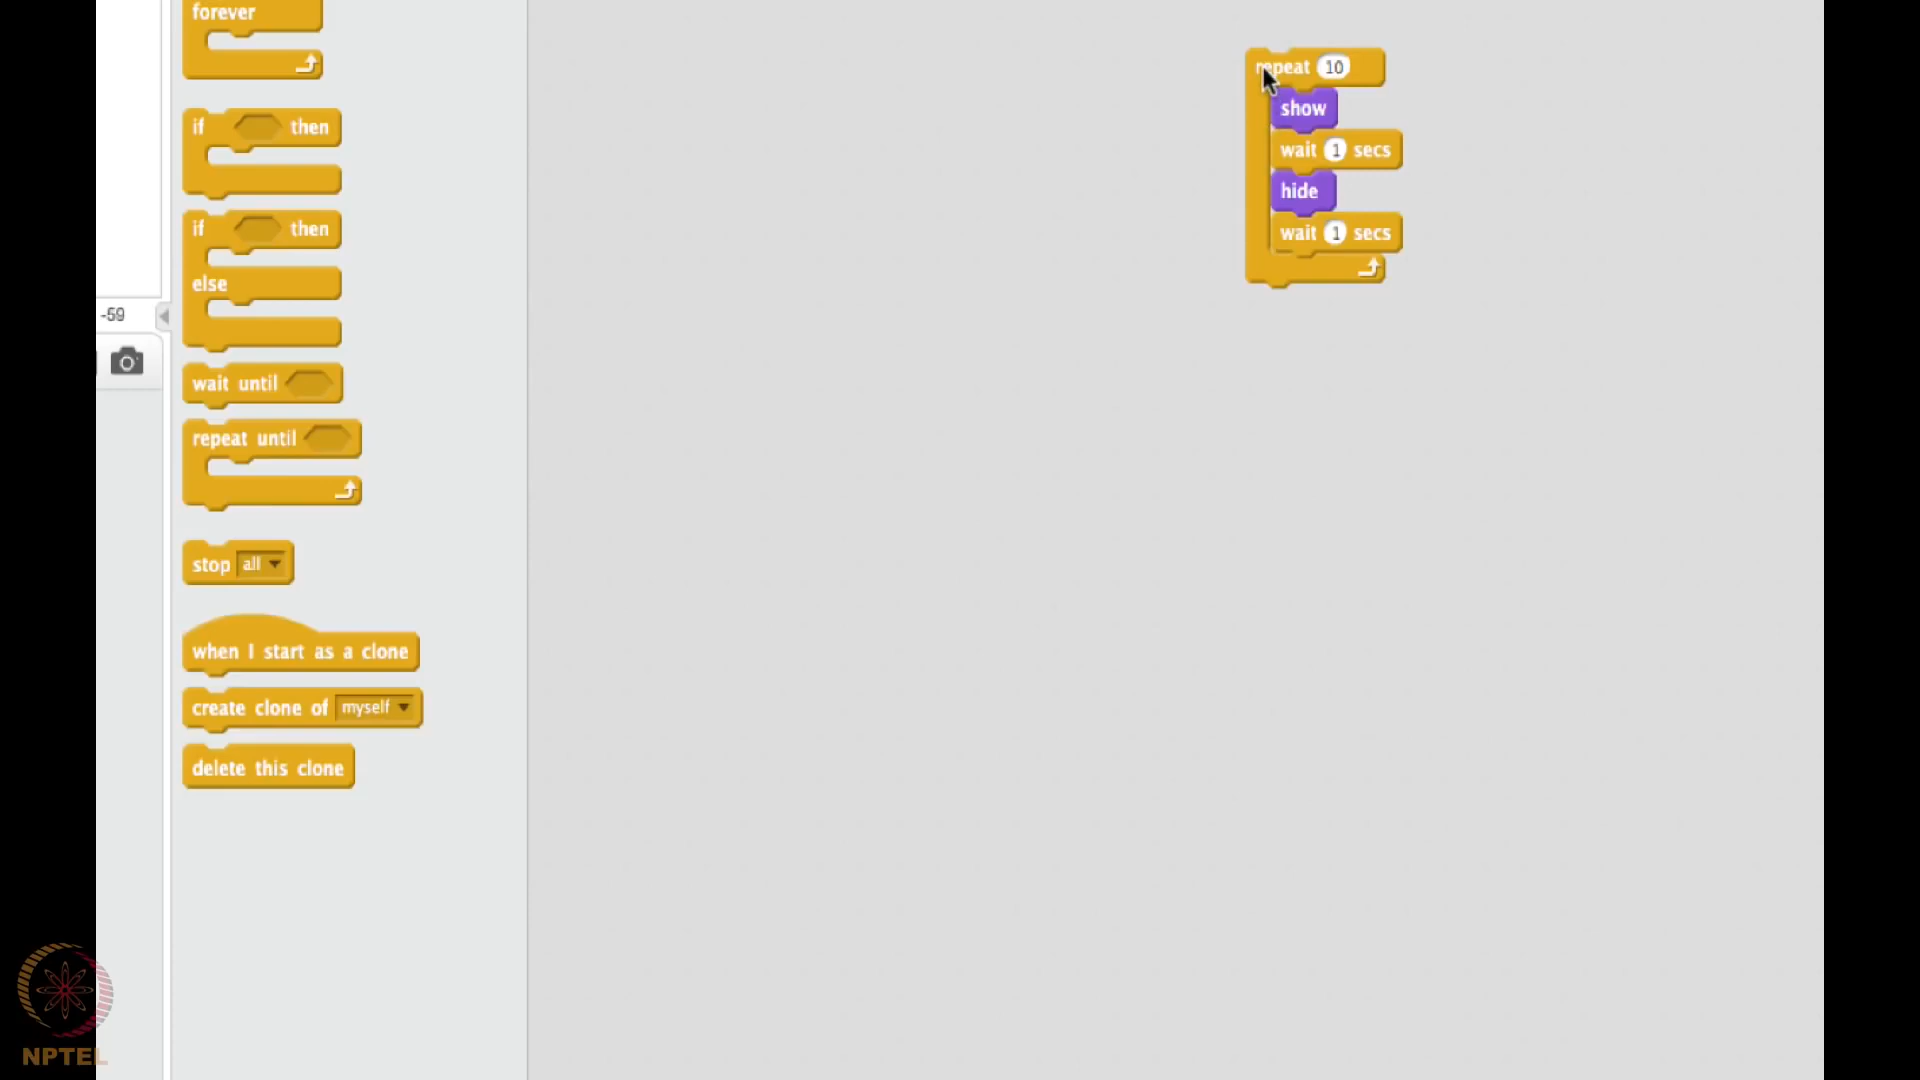 forever
if then
if then
else
wait until
repeat until
stop all
when I start as a clone
create clone of myself
delete this clone
-59
repeat 10
show
wait 1 secs
hide
wait 1 secs
NPTEL